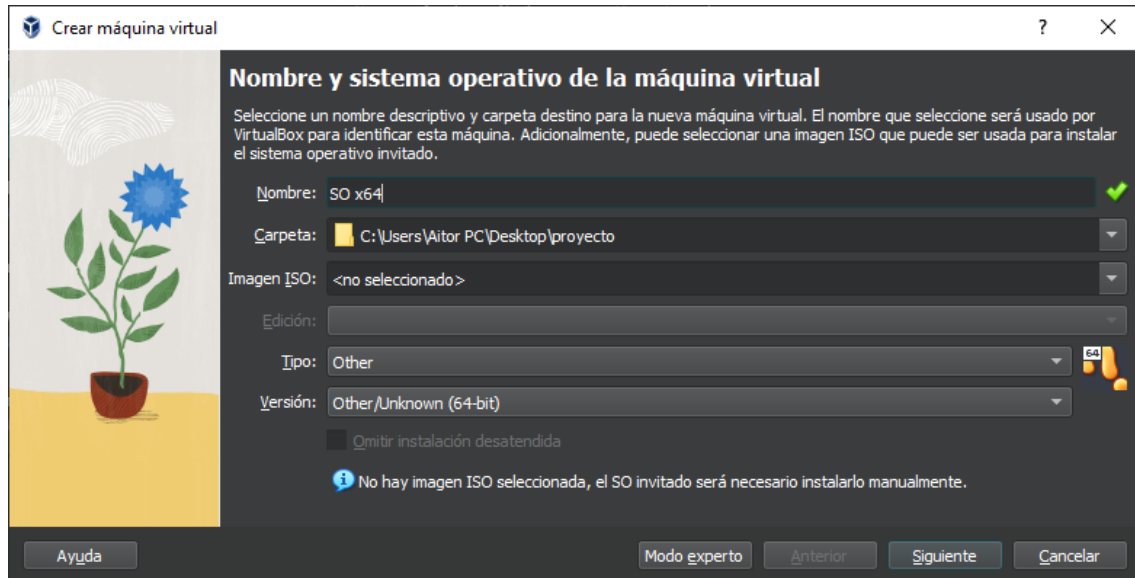 Crear máquina virtual
?
Nombre y sistema operativo de la máquina virtual
Seleccione un nombre descriptivo y carpeta destino para la nueva máquina virtual. El nombre que seleccione será usado por
VirtualBox para identificar esta máquina. Adicionalmente, puede seleccionar una imagen ISO que puede ser usada para instalar
el sistema operativo invitado.
Nombre: SO x64
Carpeta: C:\Users\Aitor PC\Desktop\proyecto
Imagen ISO: <no seleccionado>
Edición:
Tipo: Other
64
Versión: Other/Unknown (64-bit)
Omitir instalación desatendida
No hay imagen ISO seleccionada, el SO invitado será necesario instalarlo manualmente.
Ayuda Modo experto Anterior Siguiente Cancelar